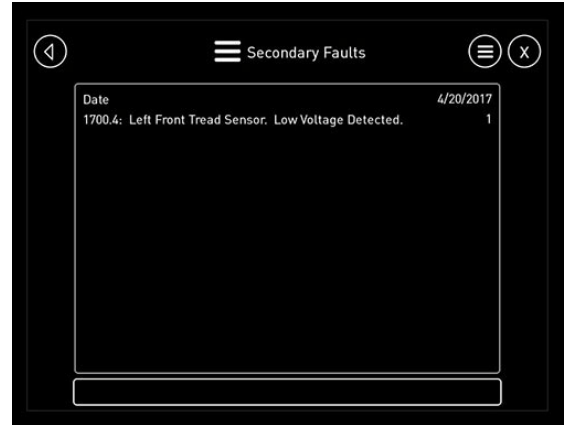 Secondary Faults
X
Date 4/20/2017
1700.4: Left Front Tread Sensor. Low Voltage Detected. 1